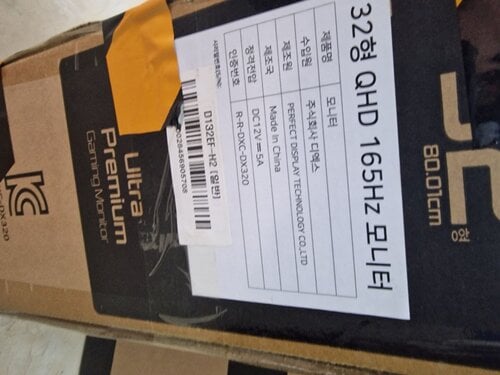 32형 QHD 165Hz 모니터
제품명 모니터
수입원 주식회사 디엑스
제조원 PERFECT DISPLAY TECHNOLOGY CO.,LTD
제조국 Made In China
정격전압 DC12V⎓5A
인증번호 R-R-DXC-DX320
D132EF-H2 [일반]
Ultra
Premium
Gaming Monitor
80.01cm
형